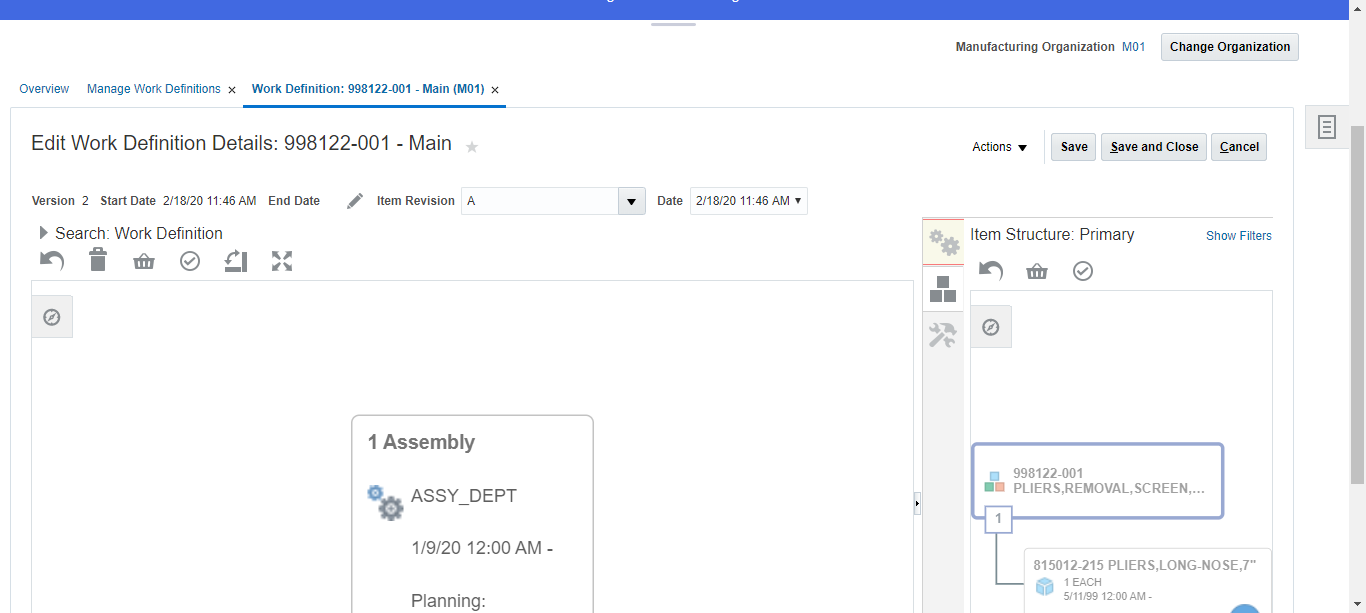 Manufacturing Organization M01 Change Organization
Overview Manage Work Definitions × Work Definition: 998122-001 - Main (M01) ×
Edit Work Definition Details: 998122-001 - Main
Actions Save Save and Close Cancel
Version 2 Start Date 2/18/20 11:46 AM End Date Item Revision A Date 2/18/20 11:46 AM
Search: Work Definition
Item Structure: Primary Show Filters
1 Assembly
ASSY_DEPT
1/9/20 12:00 AM -
Planning:
998122-001
PLIERS,REMOVAL,SCREEN,...
1
815012-215 PLIERS,LONG-NOSE,7"
1 EACH
5/11/99 12:00 AM -